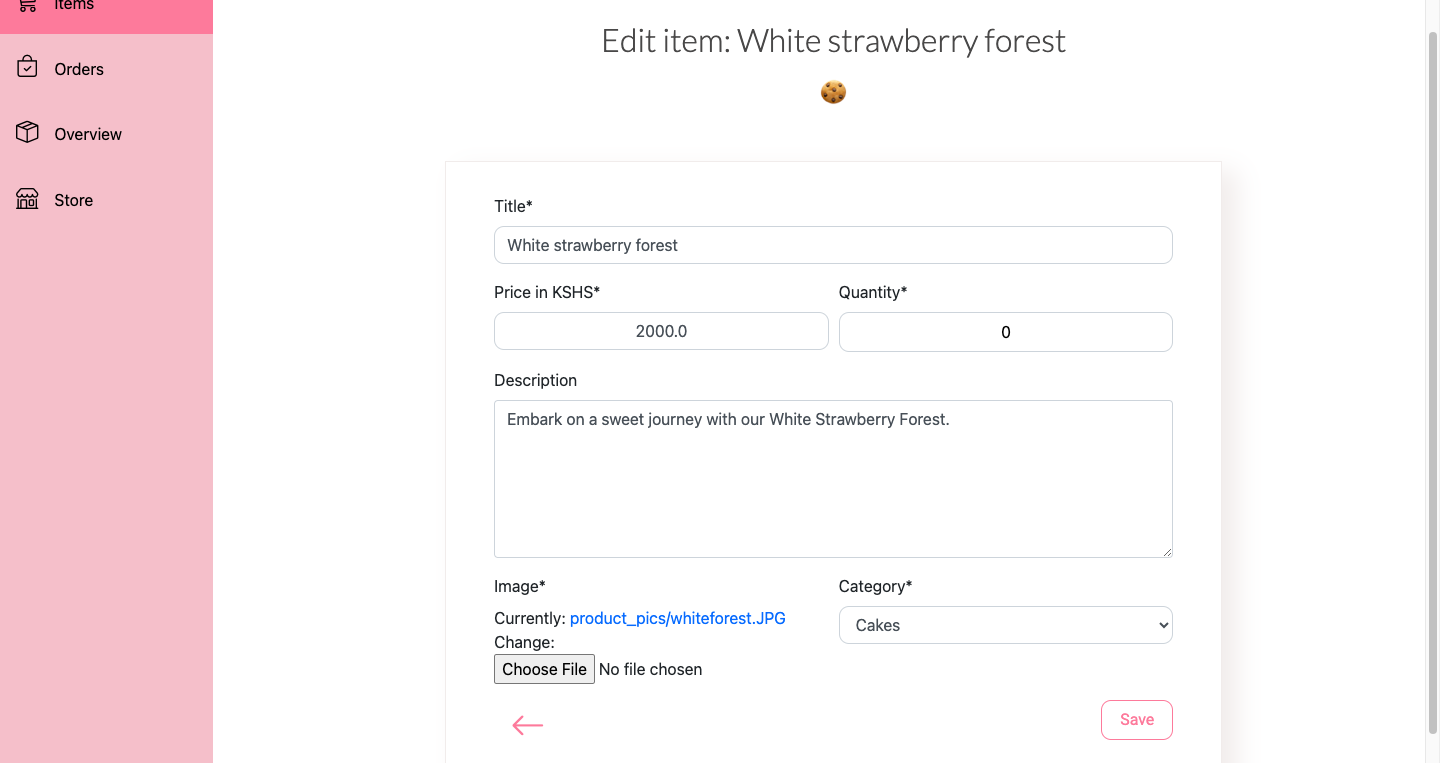 Items
Orders
Overview
Store
Edit item: White strawberry forest
Title*
White strawberry forest
Price in KSHS*
Quantity*
2000.0
0
Description
Embark on a sweet journey with our White Strawberry Forest.
Image*
Category*
Currently: product_pics/whiteforest.JPG
Cakes
Change:
Choose File No file chosen
Save